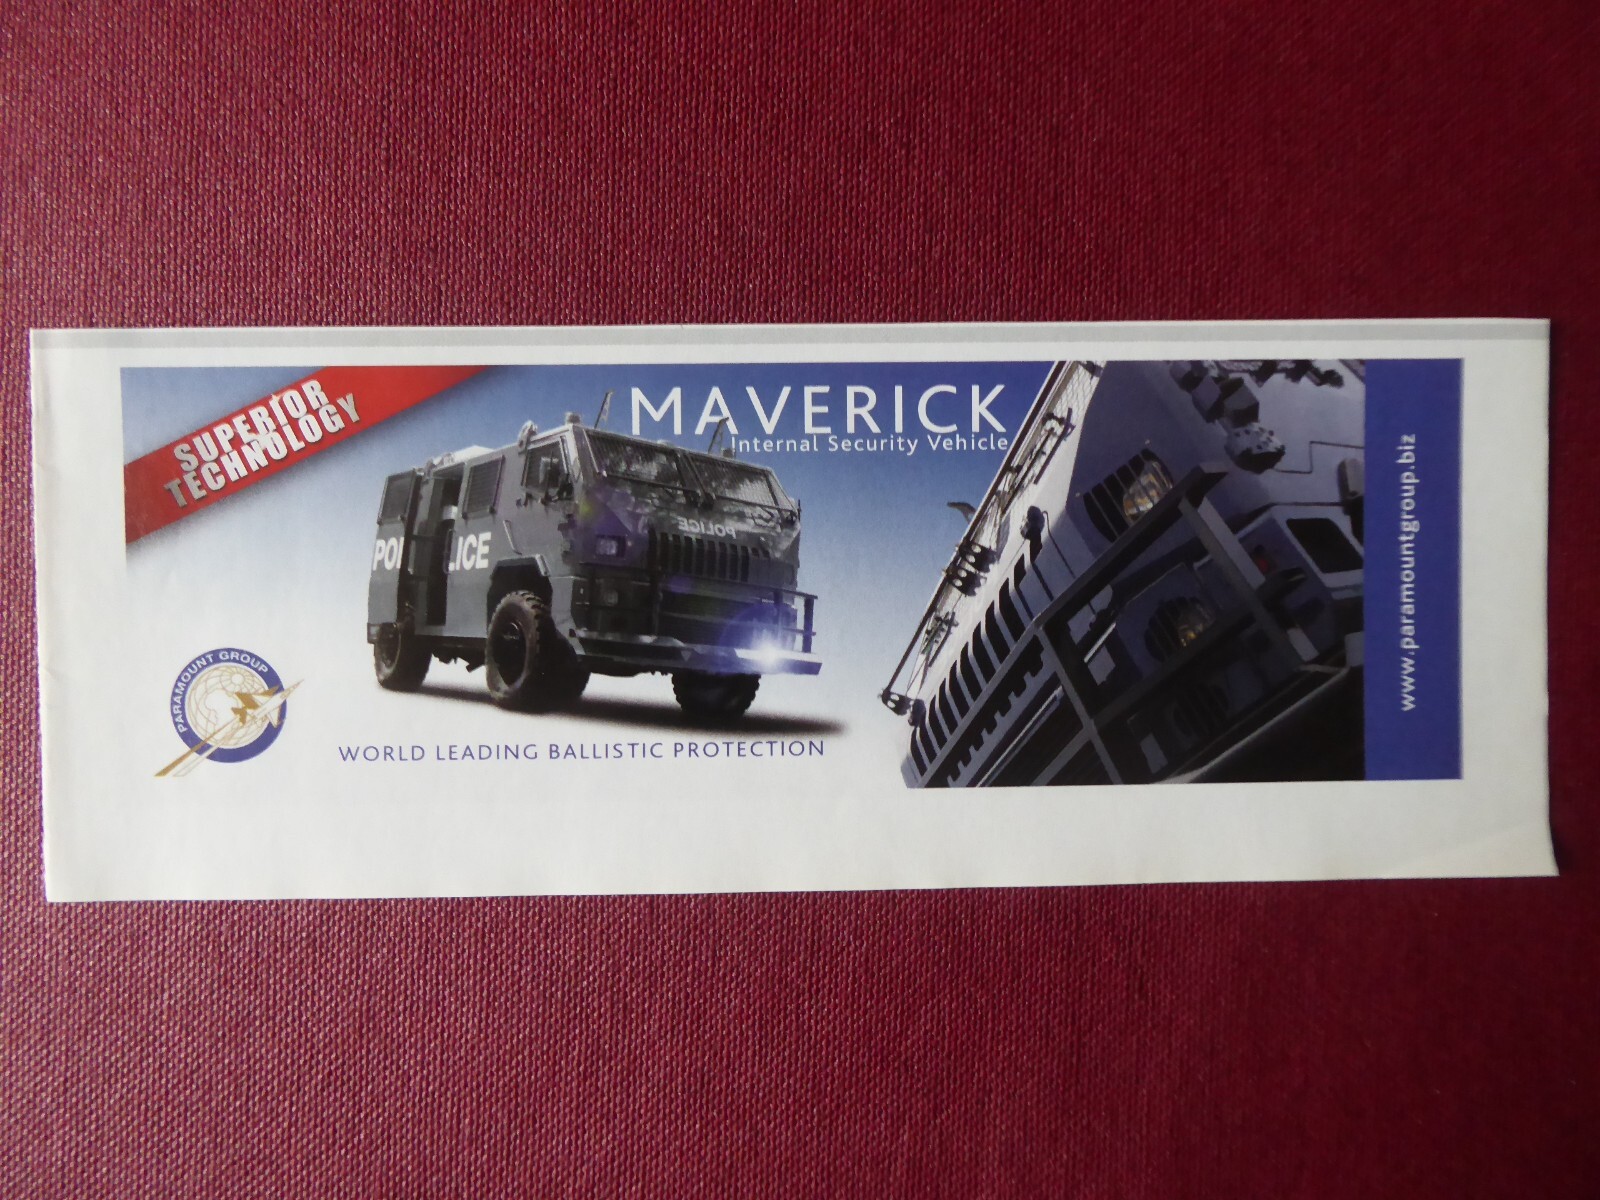 SUPERIOR
TECHNOLOGY
MAVERICK
Internal Security Vehicle
POLICE
POLICE
PARAMOUNT GROUP
WORLD LEADING BALLISTIC PROTECTION
www.paramountgroup.biz